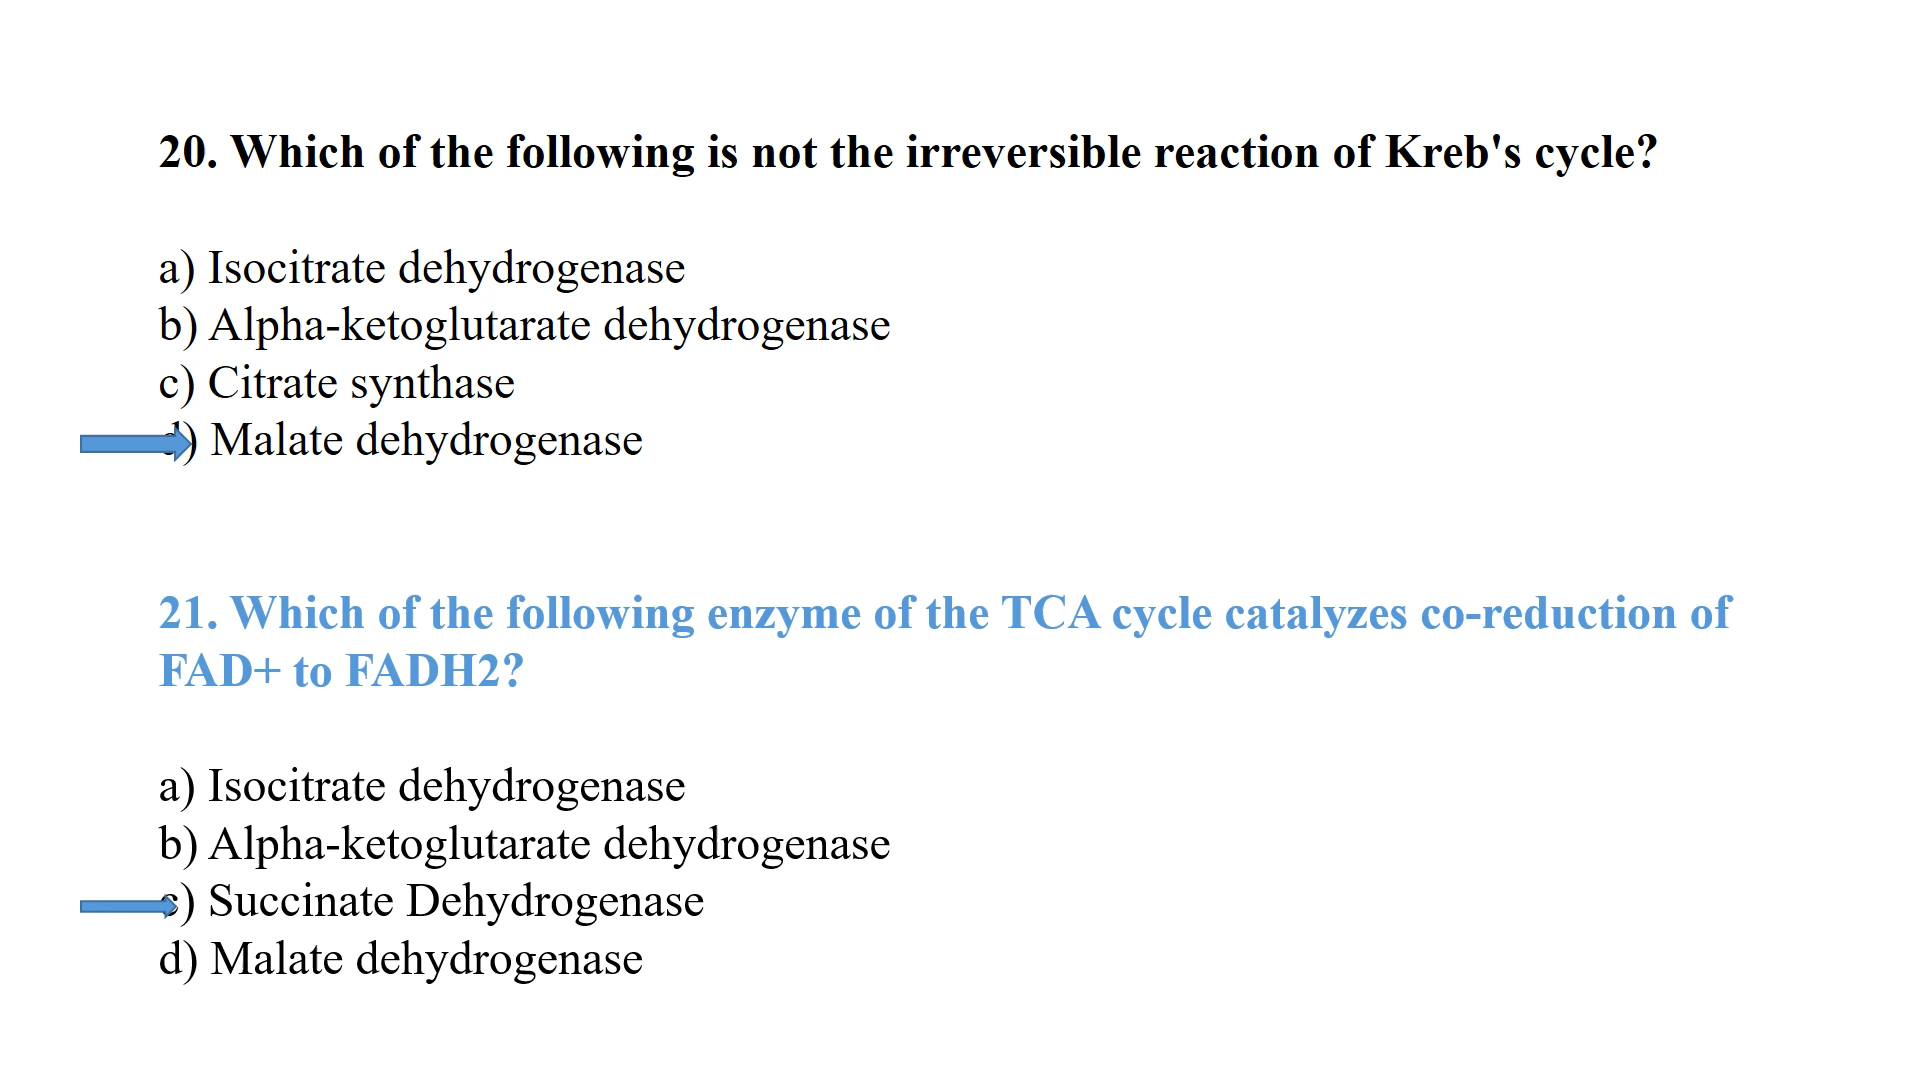 20. Which of the following is not the irreversible reaction of Kreb's cycle?
a) Isocitrate dehydrogenase
b) Alpha-ketoglutarate dehydrogenase
c) Citrate synthase
d) Malate dehydrogenase
21. Which of the following enzyme of the TCA cycle catalyzes co-reduction of
FAD+ to FADH2?
a) Isocitrate dehydrogenase
b) Alpha-ketoglutarate dehydrogenase
c) Succinate Dehydrogenase
d) Malate dehydrogenase